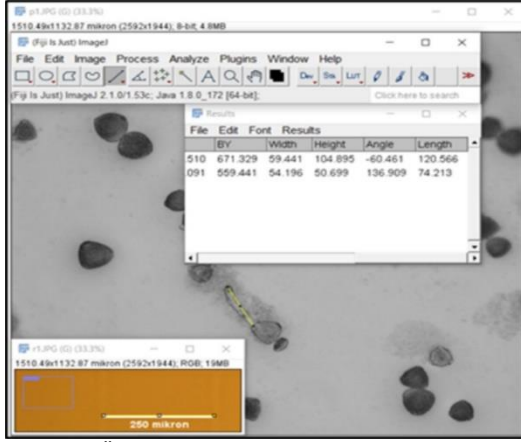 p1.JPG (G) (33.3%)
1510.49x1132.87 mikron (2592x1944); 8-bit; 4.8MB
(Fiji Is Just) ImageJ
File Edit Image Process Analyze Plugins Window Help
A Dev Stk LUT
(Fiji Is Just) ImageJ 2.1.0/1.53c; Java 1.8.0_172 [64-bit];
Click here to search
Results
File Edit Font Results
BY Width Height Angle Length
.510 671.329 59.441 104.895 -60.461 120.566
.091 559.441 54.196 50.699 136.909 74.213
r1.JPG (G) (33.3%)
1510.49x1132.87 mikron (2592x1944); RGB; 19MB
250 mikron